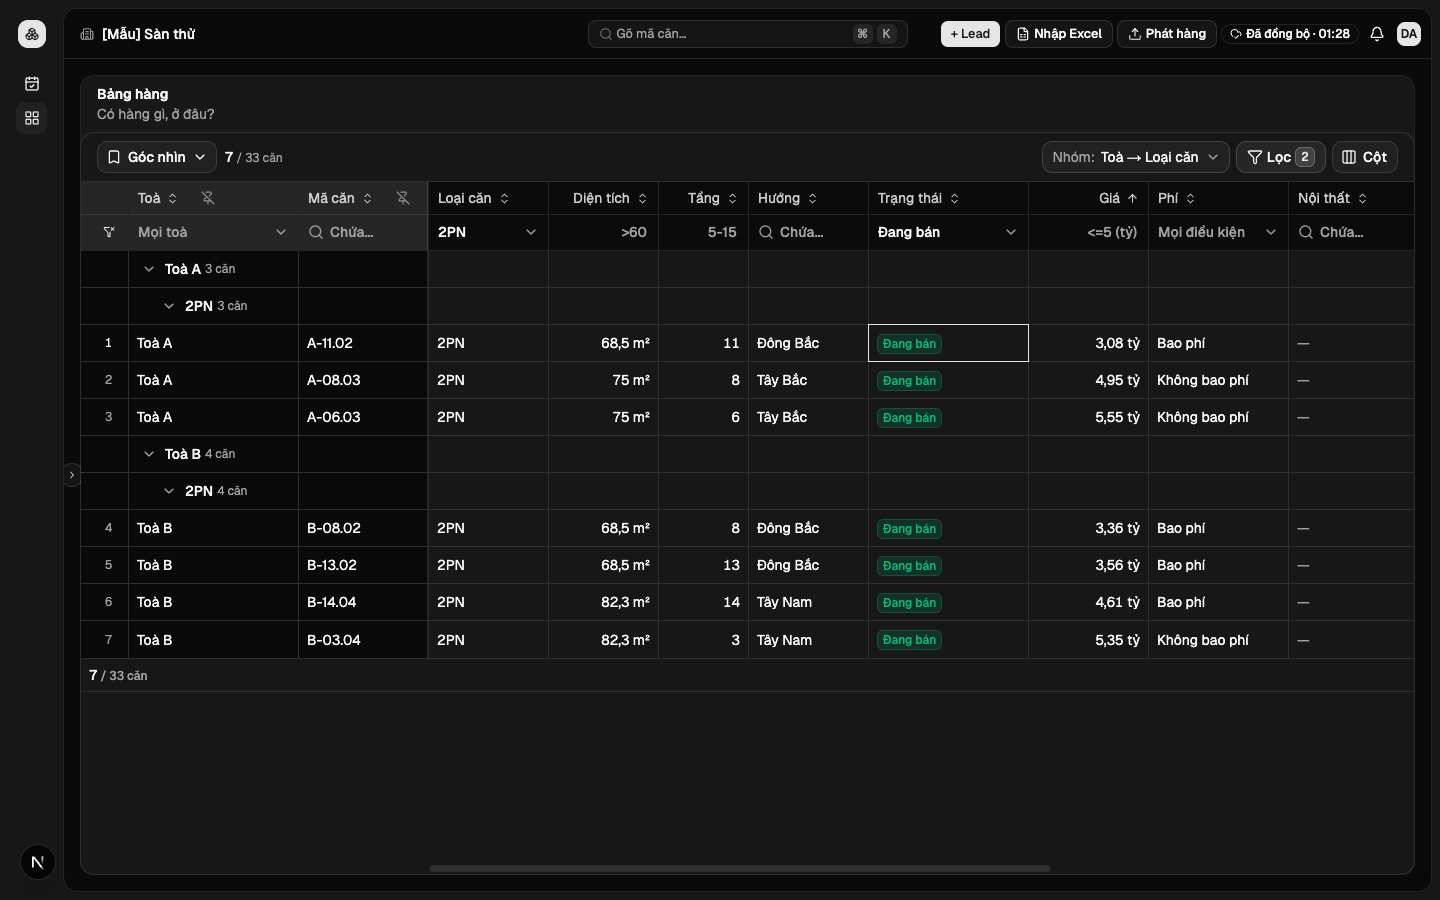 [Mẫu] Sàn thử
Gõ mã căn...
⌘ K
+ Lead
Nhập Excel
Phát hàng
Đã đồng bộ · 01:28
DA
Bảng hàng
Có hàng gì, ở đâu?
Góc nhìn
7 / 33 căn
Nhóm: Toà → Loại căn
Lọc 2
Cột
Toà Mã căn Loại căn Diện tích Tầng Hướng Trạng thái Giá Phí Nội thất
Mọi toà Chứa... 2PN >60 5-15 Chứa... Đang bán <=5 (tỷ) Mọi điều kiện Chứa...
Toà A 3 căn
2PN 3 căn
1 Toà A A-11.02 2PN 68,5 m² 11 Đông Bắc Đang bán 3,08 tỷ Bao phí —
2 Toà A A-08.03 2PN 75 m² 8 Tây Bắc Đang bán 4,95 tỷ Không bao phí —
3 Toà A A-06.03 2PN 75 m² 6 Tây Bắc Đang bán 5,55 tỷ Không bao phí —
Toà B 4 căn
2PN 4 căn
4 Toà B B-08.02 2PN 68,5 m² 8 Đông Bắc Đang bán 3,36 tỷ Bao phí —
5 Toà B B-13.02 2PN 68,5 m² 13 Đông Bắc Đang bán 3,56 tỷ Bao phí —
6 Toà B B-14.04 2PN 82,3 m² 14 Tây Nam Đang bán 4,61 tỷ Bao phí —
7 Toà B B-03.04 2PN 82,3 m² 3 Tây Nam Đang bán 5,35 tỷ Không bao phí —
7 / 33 căn
N